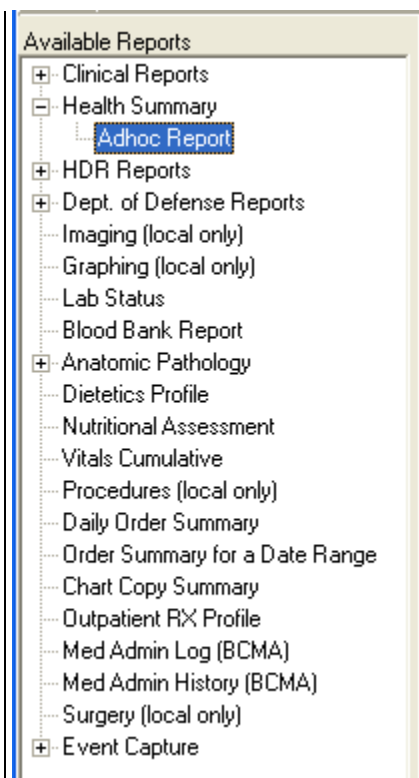 Available Reports
Clinical Reports
Health Summary
Adhoc Report
HDR Reports
Dept. of Defense Reports
Imaging (local only)
Graphing (local only)
Lab Status
Blood Bank Report
Anatomic Pathology
Dietetics Profile
Nutritional Assessment
Vitals Cumulative
Procedures (local only)
Daily Order Summary
Order Summary for a Date Range
Chart Copy Summary
Outpatient RX Profile
Med Admin Log (BCMA)
Med Admin History (BCMA)
Surgery (local only)
Event Capture